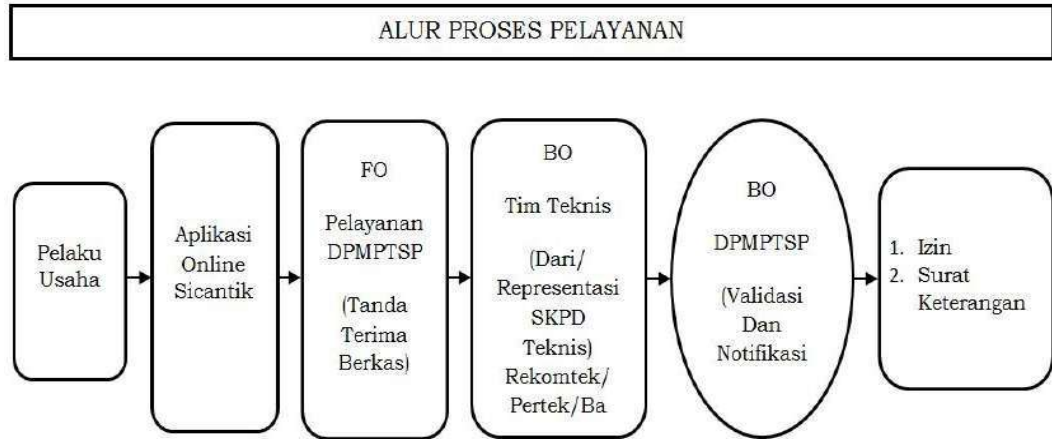 ALUR PROSES PELAYANAN
Pelaku
Usaha
Aplikasi
Online
Sicantik
FO
Pelayanan
DPMPTSP
(Tanda
Terima
Berkas)
BO
Tim Teknis
(Dari/
Representasi
SKPD
Teknis)
Rekomtek/
Pertek/Ba
BO
DPMPTSP
(Validasi
Dan
Notifikasi
1. Izin
2. Surat
Keterangan